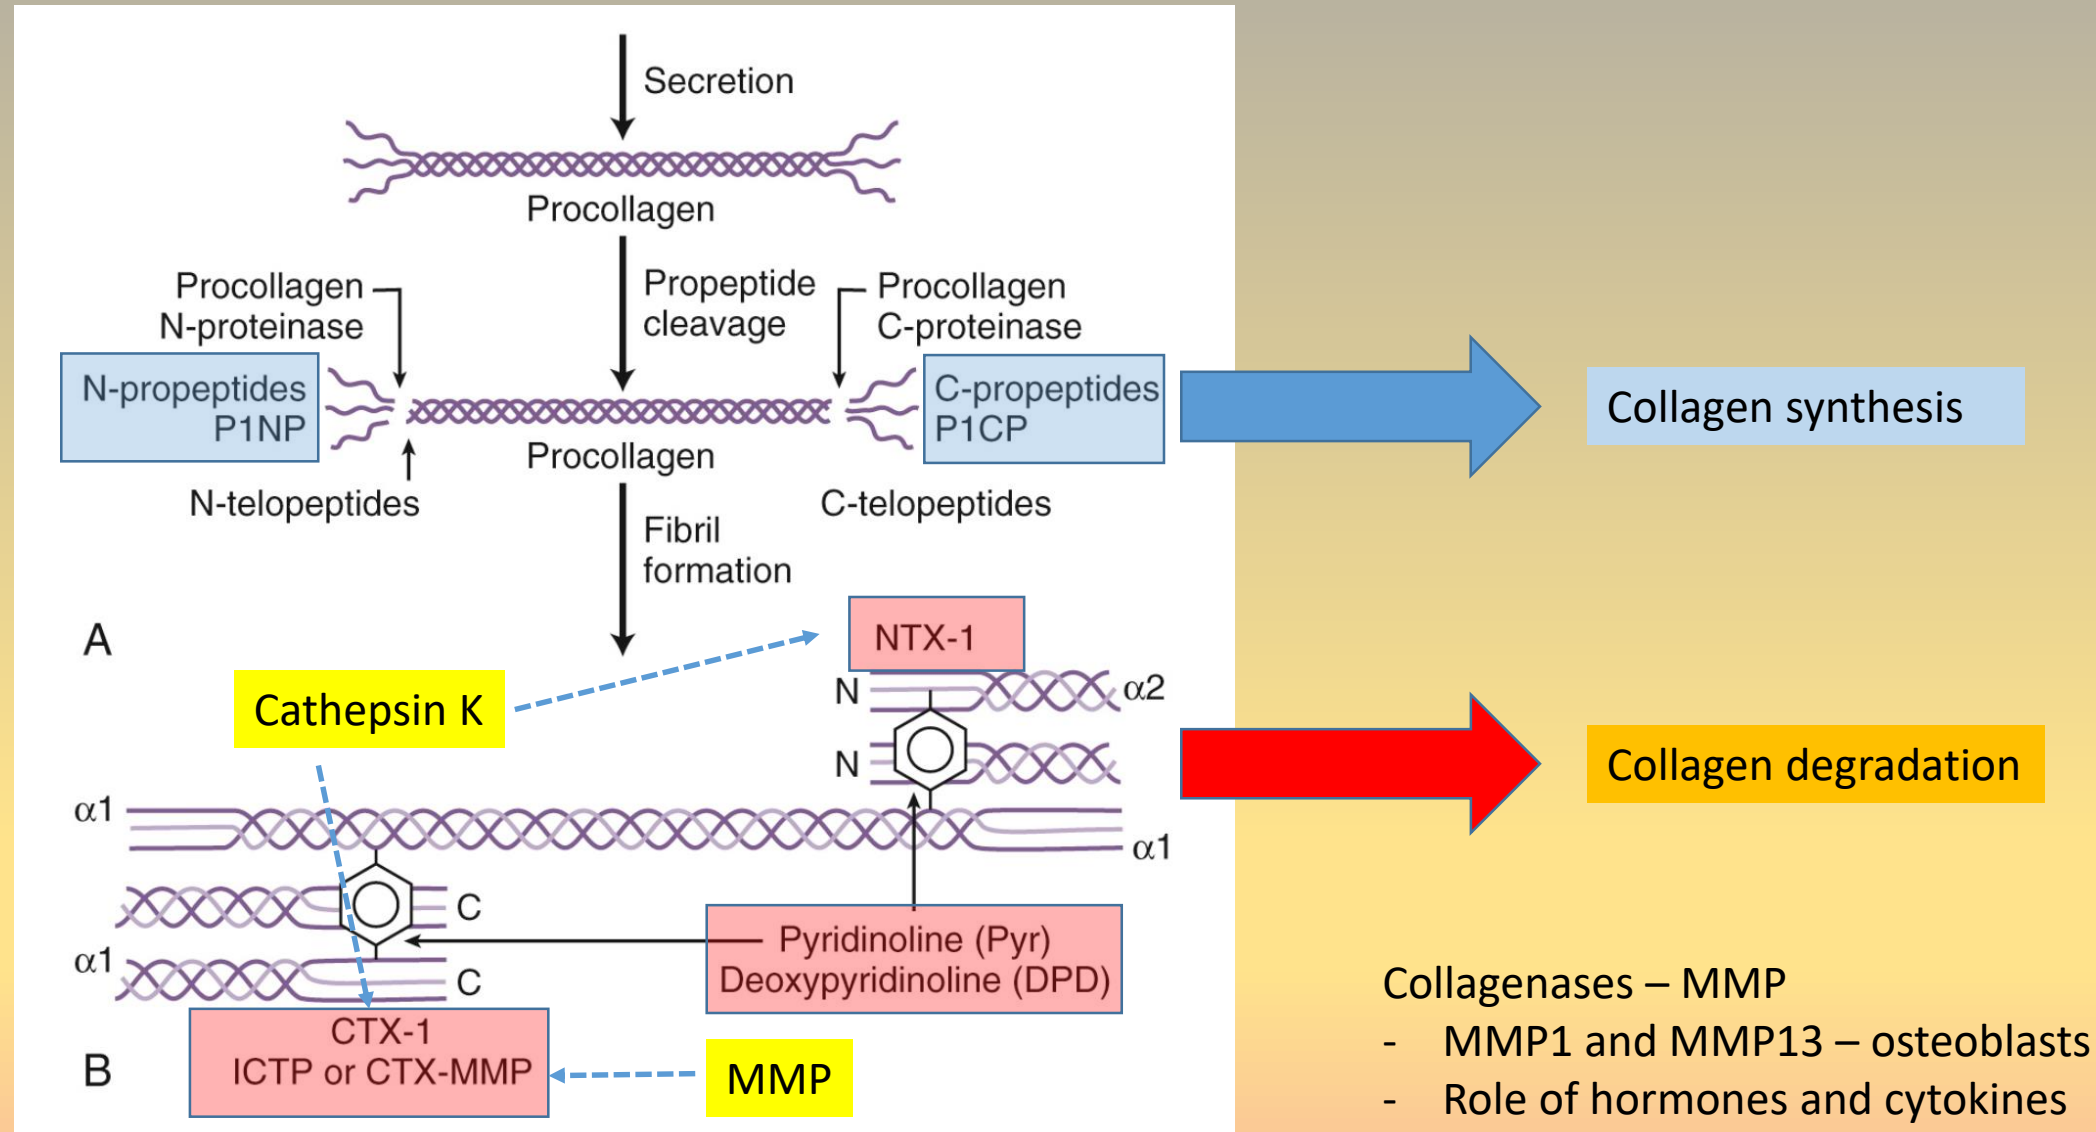 Secretion
Procollagen
Procollagen
N-proteinase
Propeptide
cleavage
Procollagen
C-proteinase
N-propeptides
P1NP
C-propeptides
P1CP
Collagen synthesis
Procollagen
N-telopeptides
C-telopeptides
Fibril
formation
A
NTX-1
Cathepsin K
N
α2
N
Collagen degradation
α1
α1
C
Pyridinoline (Pyr)
Deoxypyridinoline (DPD)
α1
C
CTX-1
ICTP or CTX-MMP
B
MMP
Collagenases – MMP
- MMP1 and MMP13 – osteoblasts
- Role of hormones and cytokines